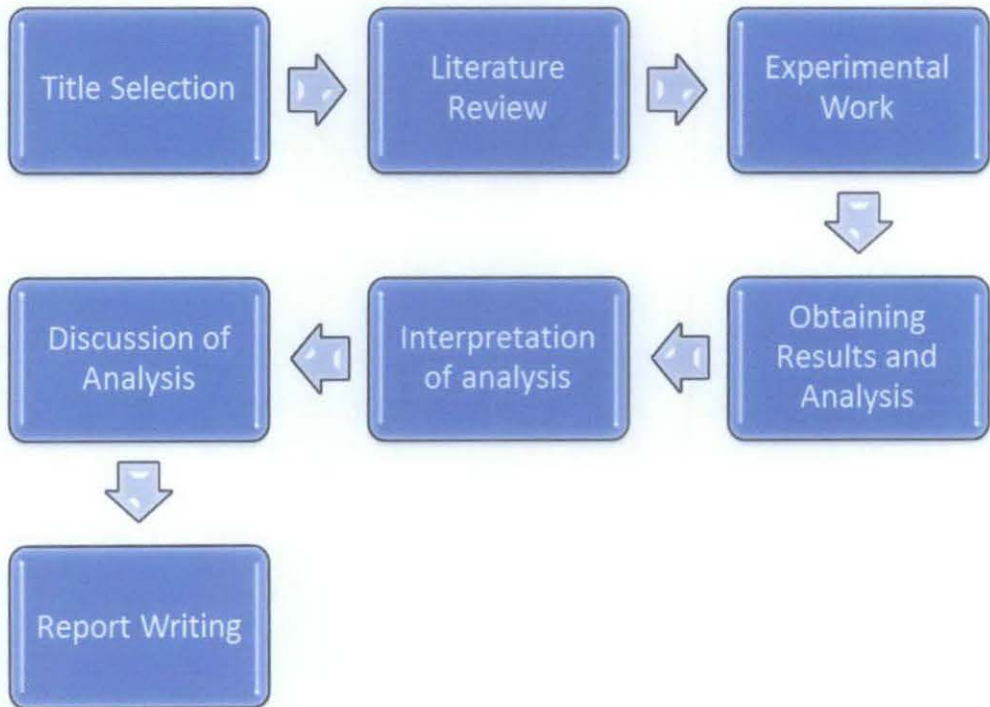 Title Selection
Literature
Review
Experimental
Work
Obtaining
Results and
Analysis
Interpretation
of analysis
Discussion of
Analysis
Report Writing